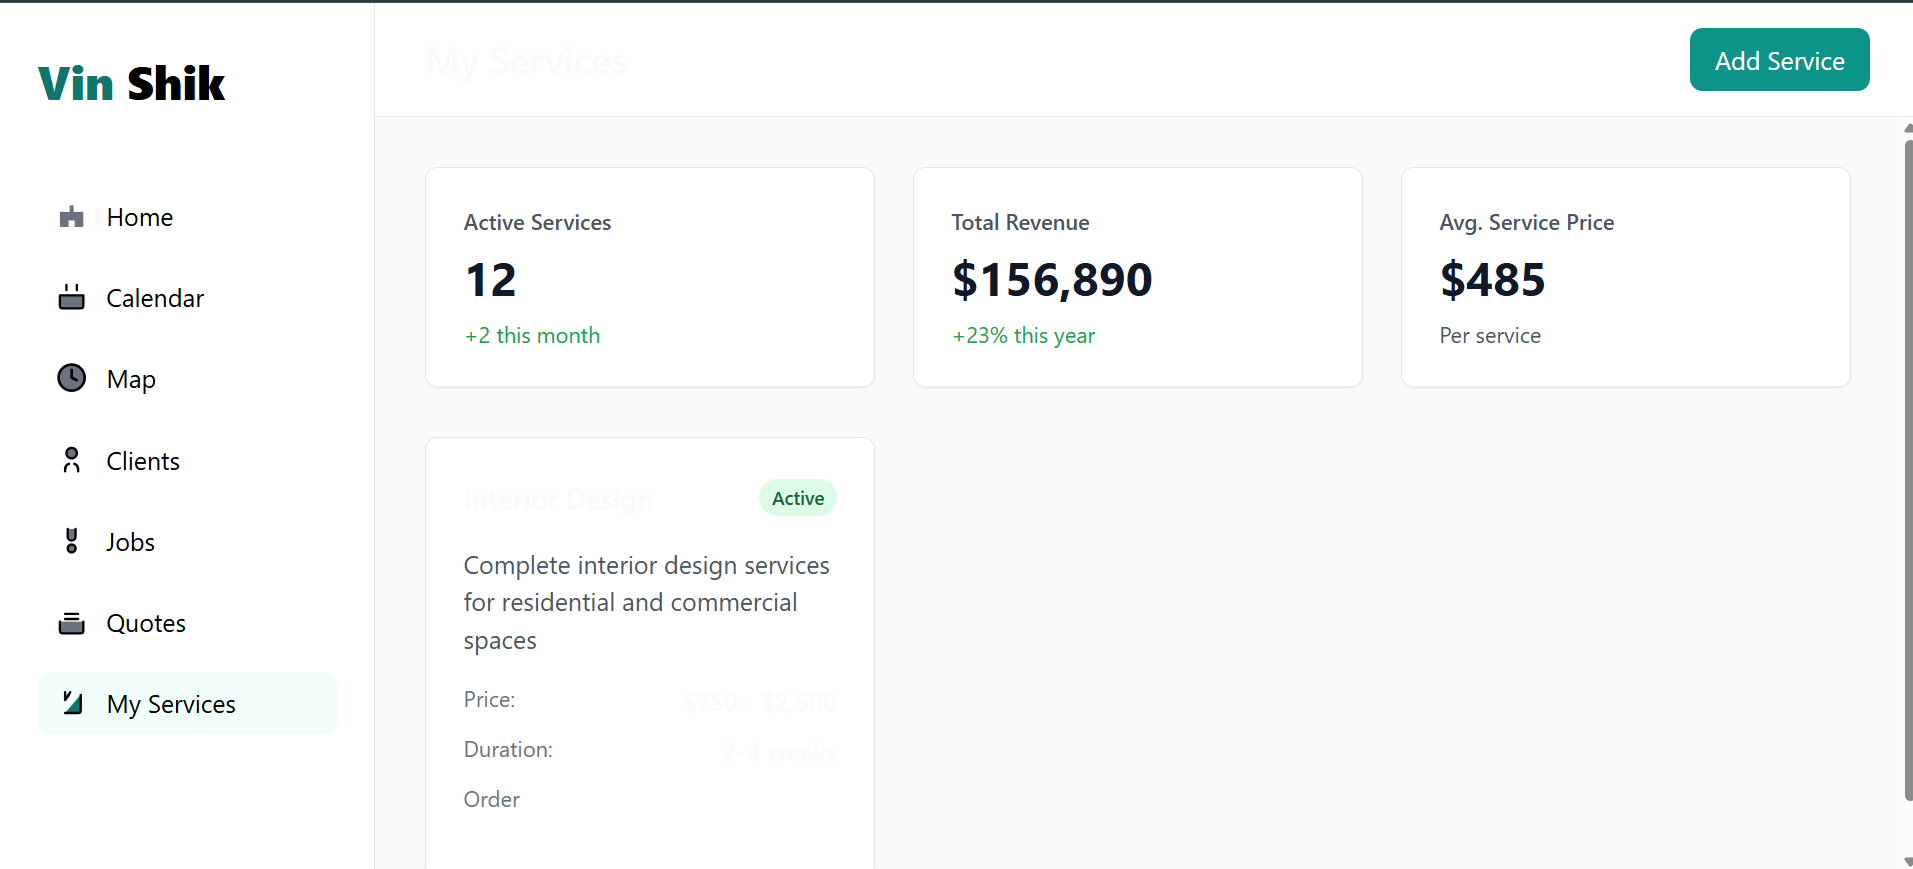 Vin Shik
Home
Calendar
Map
Clients
Jobs
Quotes
My Services
My Services
Add Service
Active Services
12
+2 this month
Total Revenue
$156,890
+23% this year
Avg. Service Price
$485
Per service
Interior Design
Active
Complete interior design services
for residential and commercial
spaces
Price: $750 - $2,500
Duration: 2-4 weeks
Order